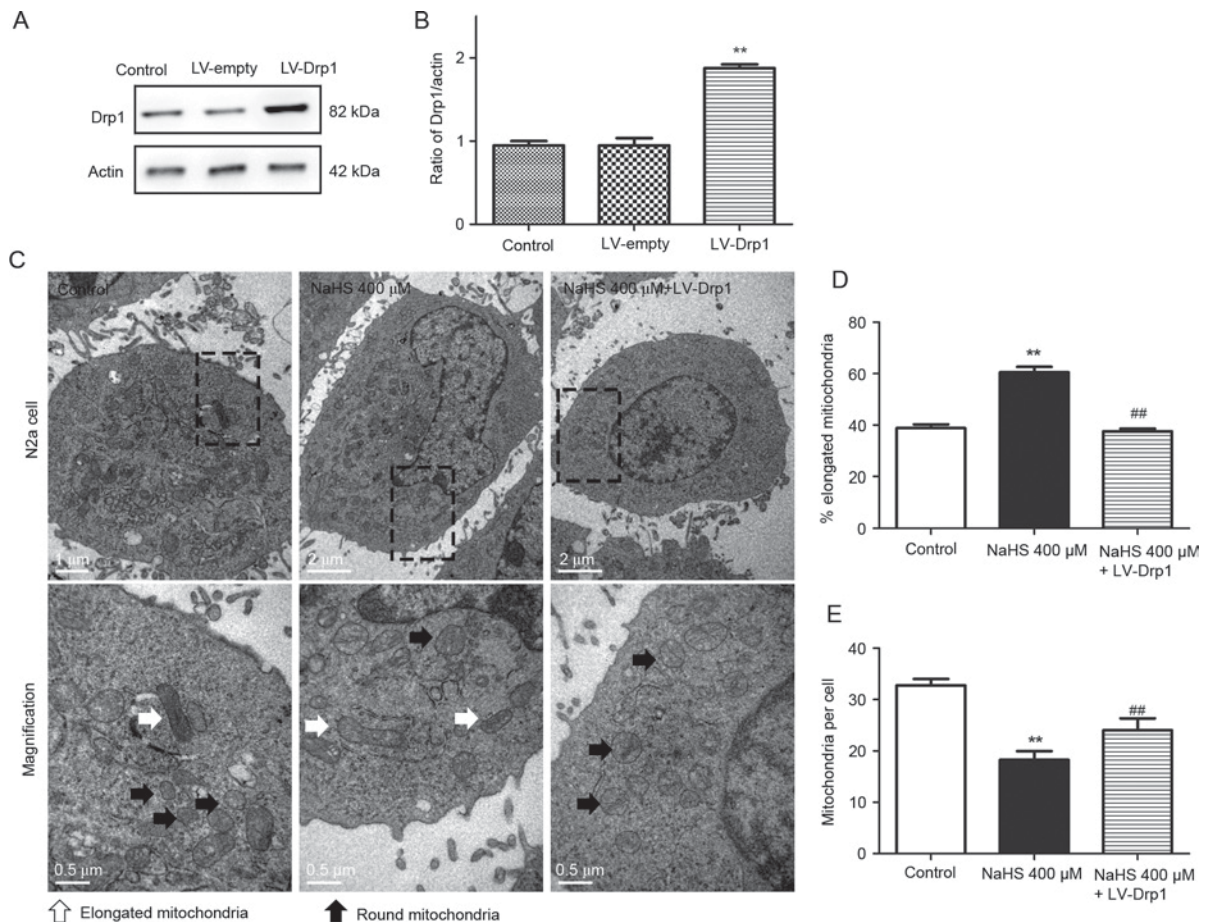 A
Control LV-empty LV-Drp1
Drp1 82 kDa
Actin 42 kDa
B
Ratio of Drp1/actin
2
1
0
**
Control LV-empty LV-Drp1
C
N2a cell
Control NaHS 400 μM NaHS 400 μM+LV-Drp1
1 μm 2 μm 2 μm
Magnification
0.5 μm 0.5 μm 0.5 μm
Elongated mitochondria Round mitochondria
D
% elongated mitiochondria
80
60
40
20
0
**
##
Control NaHS 400 μM NaHS 400 μM
+ LV-Drp1
E
Mitochondria per cell
40
30
20
10
0
**
##
Control NaHS 400 μM NaHS 400 μM
+ LV-Drp1